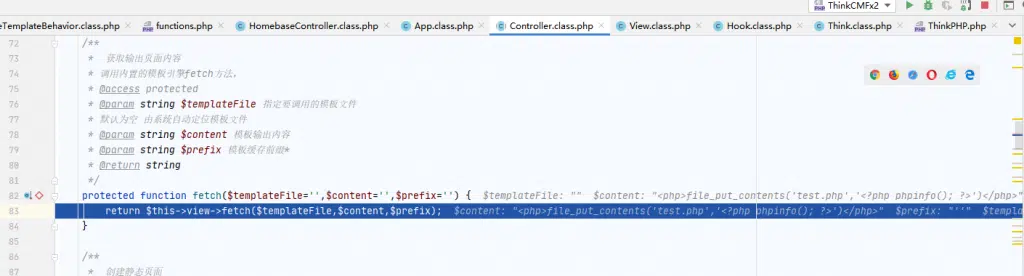 ThinkCMFx2
eTemplateBehavior.class.php functions.php HomebaseController.class.php App.class.php Controller.class.php View.class.php Hook.class.php Think.class.php ThinkPHP.php
72 /**
73 * 获取输出页面内容
74 * 调用内置的模板引擎fetch方法，
75 * @access protected
76 * @param string $templateFile 指定要调用的模板文件
77 * 默认为空 由系统自动定位模板文件
78 * @param string $content 模板输出内容
79 * @param string $prefix 模板缓存前缀*
80 * @return string
81 */
82 protected function fetch($templateFile='',$content='',$prefix='') { $templateFile: "" $content: "<php>file_put_contents('test.php','<?php phpinfo(); ?>')</php>"
83 return $this->view->fetch($templateFile,$content,$prefix); $content: "<php>file_put_contents('test.php','<?php phpinfo(); ?>')</php>" $prefix: "''" $templa
84 }
85
86 /**
87 * 创建静态页面